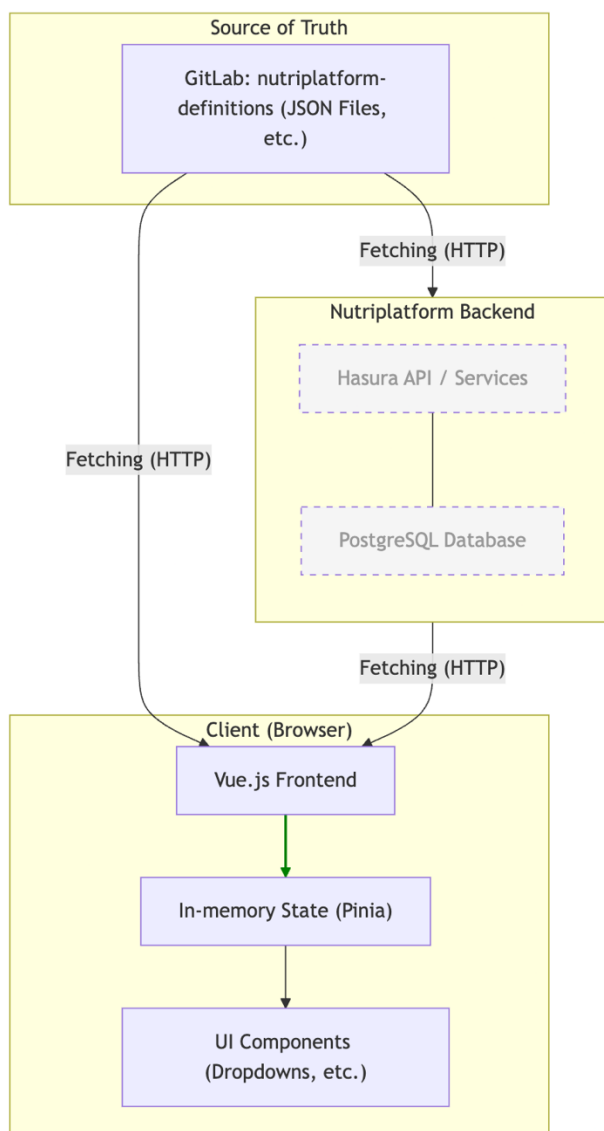 Source of Truth
GitLab: nutriplatform-
definitions (JSON Files,
etc.)
Fetching (HTTP)
Nutriplatform Backend
Hasura API / Services
Fetching (HTTP)
PostgreSQL Database
Fetching (HTTP)
Client (Browser)
Vue.js Frontend
In-memory State (Pinia)
UI Components
(Dropdowns, etc.)